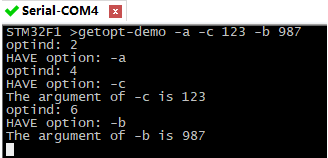 Serial-COM4
STM32F1 >getopt-demo -a -c 123 -b 987
optind: 2
HAVE option: -a
optind: 4
HAVE option: -c
The argument of -c is 123
optind: 6
HAVE option: -b
The argument of -b is 987